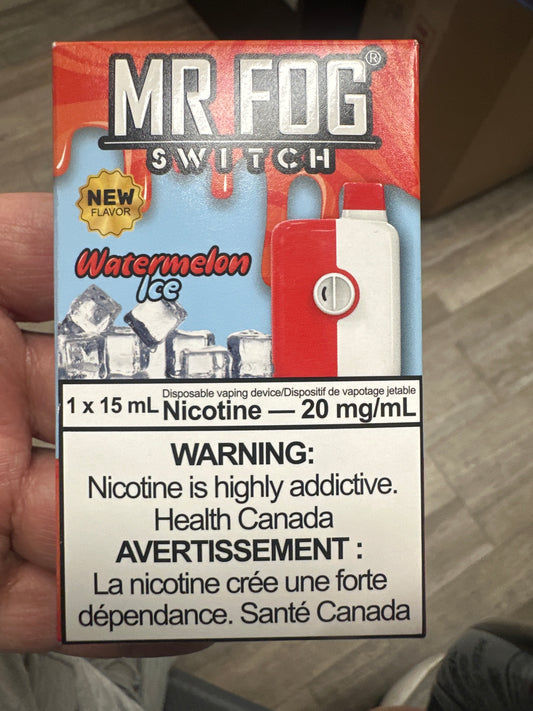 MR FOG®
SWITCH
NEW
FLAVOR
Watermelon
Ice
Disposable vaping device/Dispositif de vapotage jetable
1 x 15 mL Nicotine — 20 mg/mL
WARNING:
Nicotine is highly addictive.
Health Canada
AVERTISSEMENT :
La nicotine crée une forte
dépendance. Santé Canada